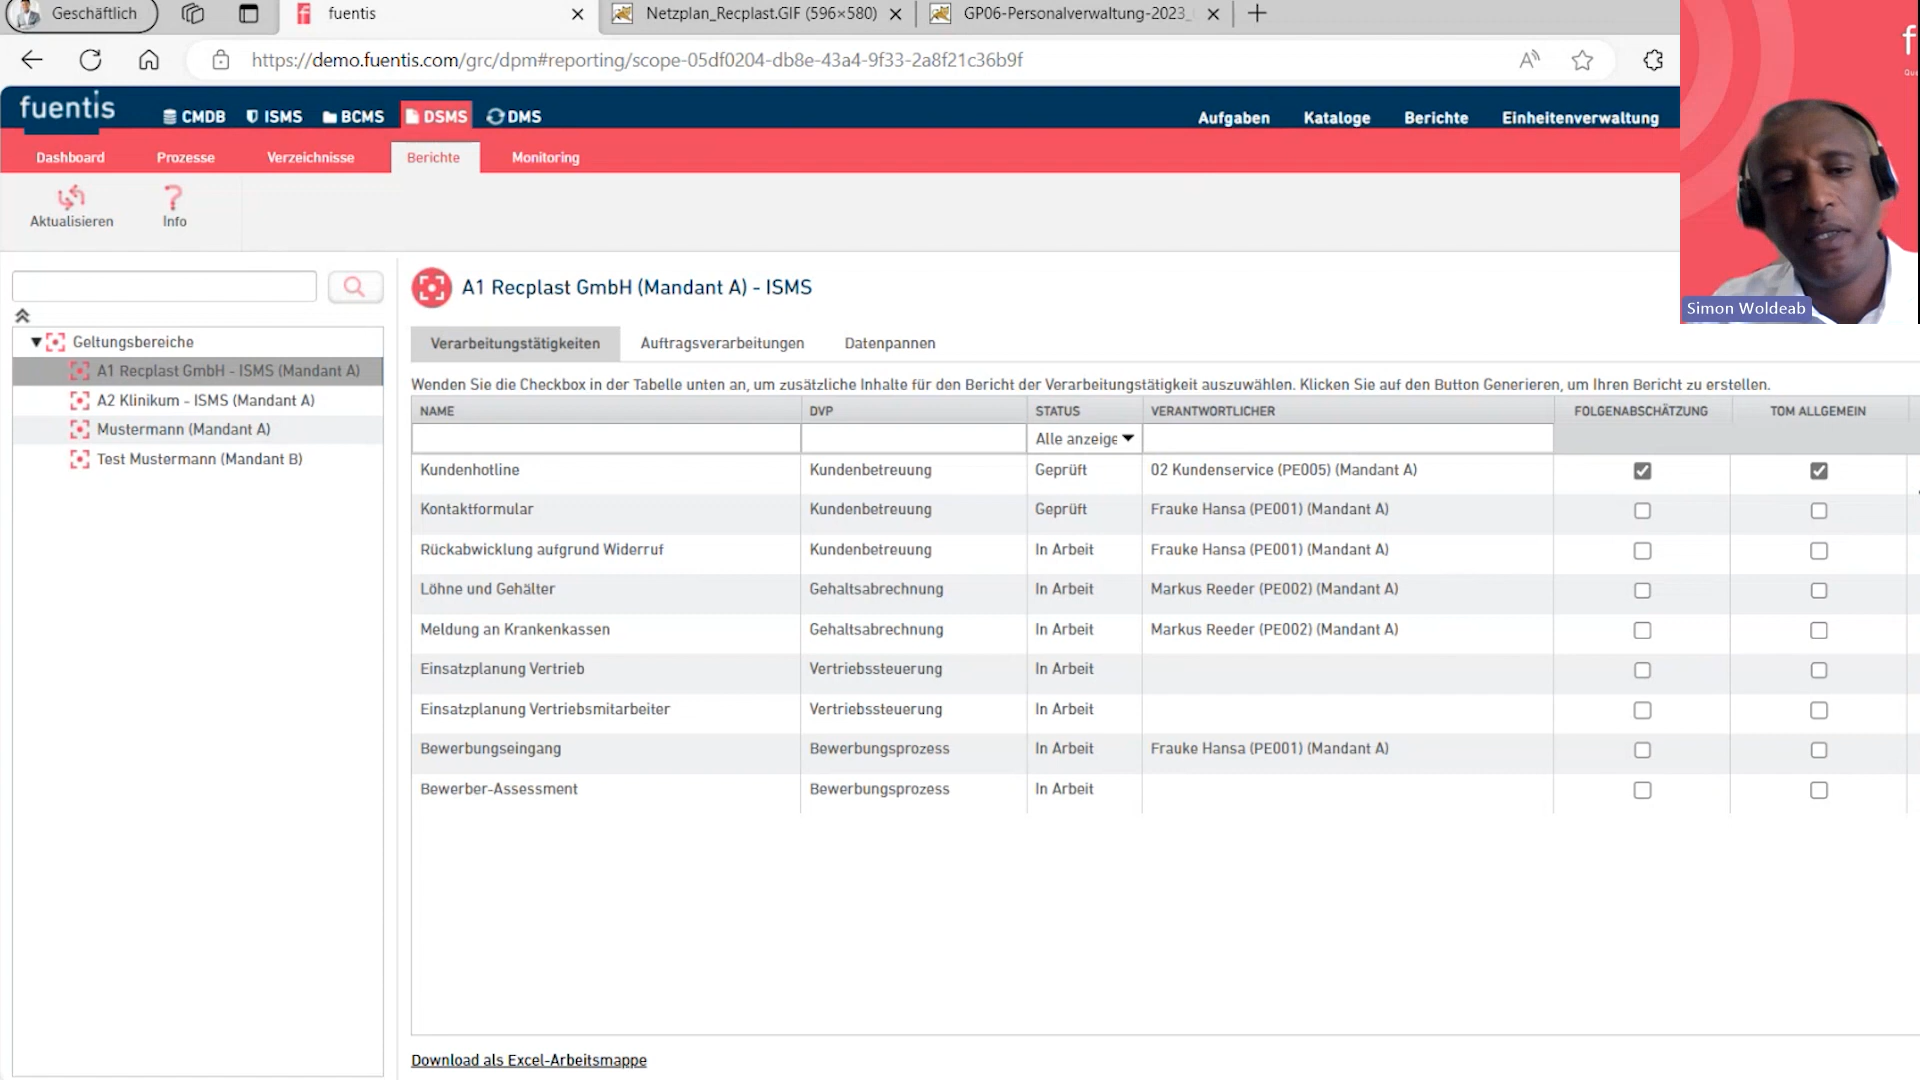 Geschäftlich
fuentis
Netzplan_Recplast.GIF (596×580)
GP06-Personalverwaltung-2023_
https://demo.fuentis.com/grc/dpm#reporting/scope-05df0204-db8e-43a4-9f33-2a8f21c36b9f
fuentis
CMDB ISMS BCMS DSMS DMS
Aufgaben Kataloge Berichte Einheitenverwaltung
Dashboard Prozesse Verzeichnisse Berichte Monitoring
Aktualisieren Info
Simon Woldeab
Geltungsbereiche
A1 Recplast GmbH - ISMS (Mandant A)
A2 Klinikum - ISMS (Mandant A)
Mustermann (Mandant A)
Test Mustermann (Mandant B)
A1 Recplast GmbH (Mandant A) - ISMS
Verarbeitungstätigkeiten Auftragsverarbeitungen Datenpannen
Wenden Sie die Checkbox in der Tabelle unten an, um zusätzliche Inhalte für den Bericht der Verarbeitungstätigkeit auszuwählen. Klicken Sie auf den Button Generieren, um Ihren Bericht zu erstellen.
NAME DVP STATUS VERANTWORTLICHER FOLGENABSCHÄTZUNG TOM ALLGEMEIN
Alle anzeige
Kundenhotline Kundenbetreuung Geprüft 02 Kundenservice (PE005) (Mandant A)
Kontaktformular Kundenbetreuung Geprüft Frauke Hansa (PE001) (Mandant A)
Rückabwicklung aufgrund Widerruf Kundenbetreuung In Arbeit Frauke Hansa (PE001) (Mandant A)
Löhne und Gehälter Gehaltsabrechnung In Arbeit Markus Reeder (PE002) (Mandant A)
Meldung an Krankenkassen Gehaltsabrechnung In Arbeit Markus Reeder (PE002) (Mandant A)
Einsatzplanung Vertrieb Vertriebssteuerung In Arbeit
Einsatzplanung Vertriebsmitarbeiter Vertriebssteuerung In Arbeit
Bewerbungseingang Bewerbungsprozess In Arbeit Frauke Hansa (PE001) (Mandant A)
Bewerber-Assessment Bewerbungsprozess In Arbeit
Download als Excel-Arbeitsmappe